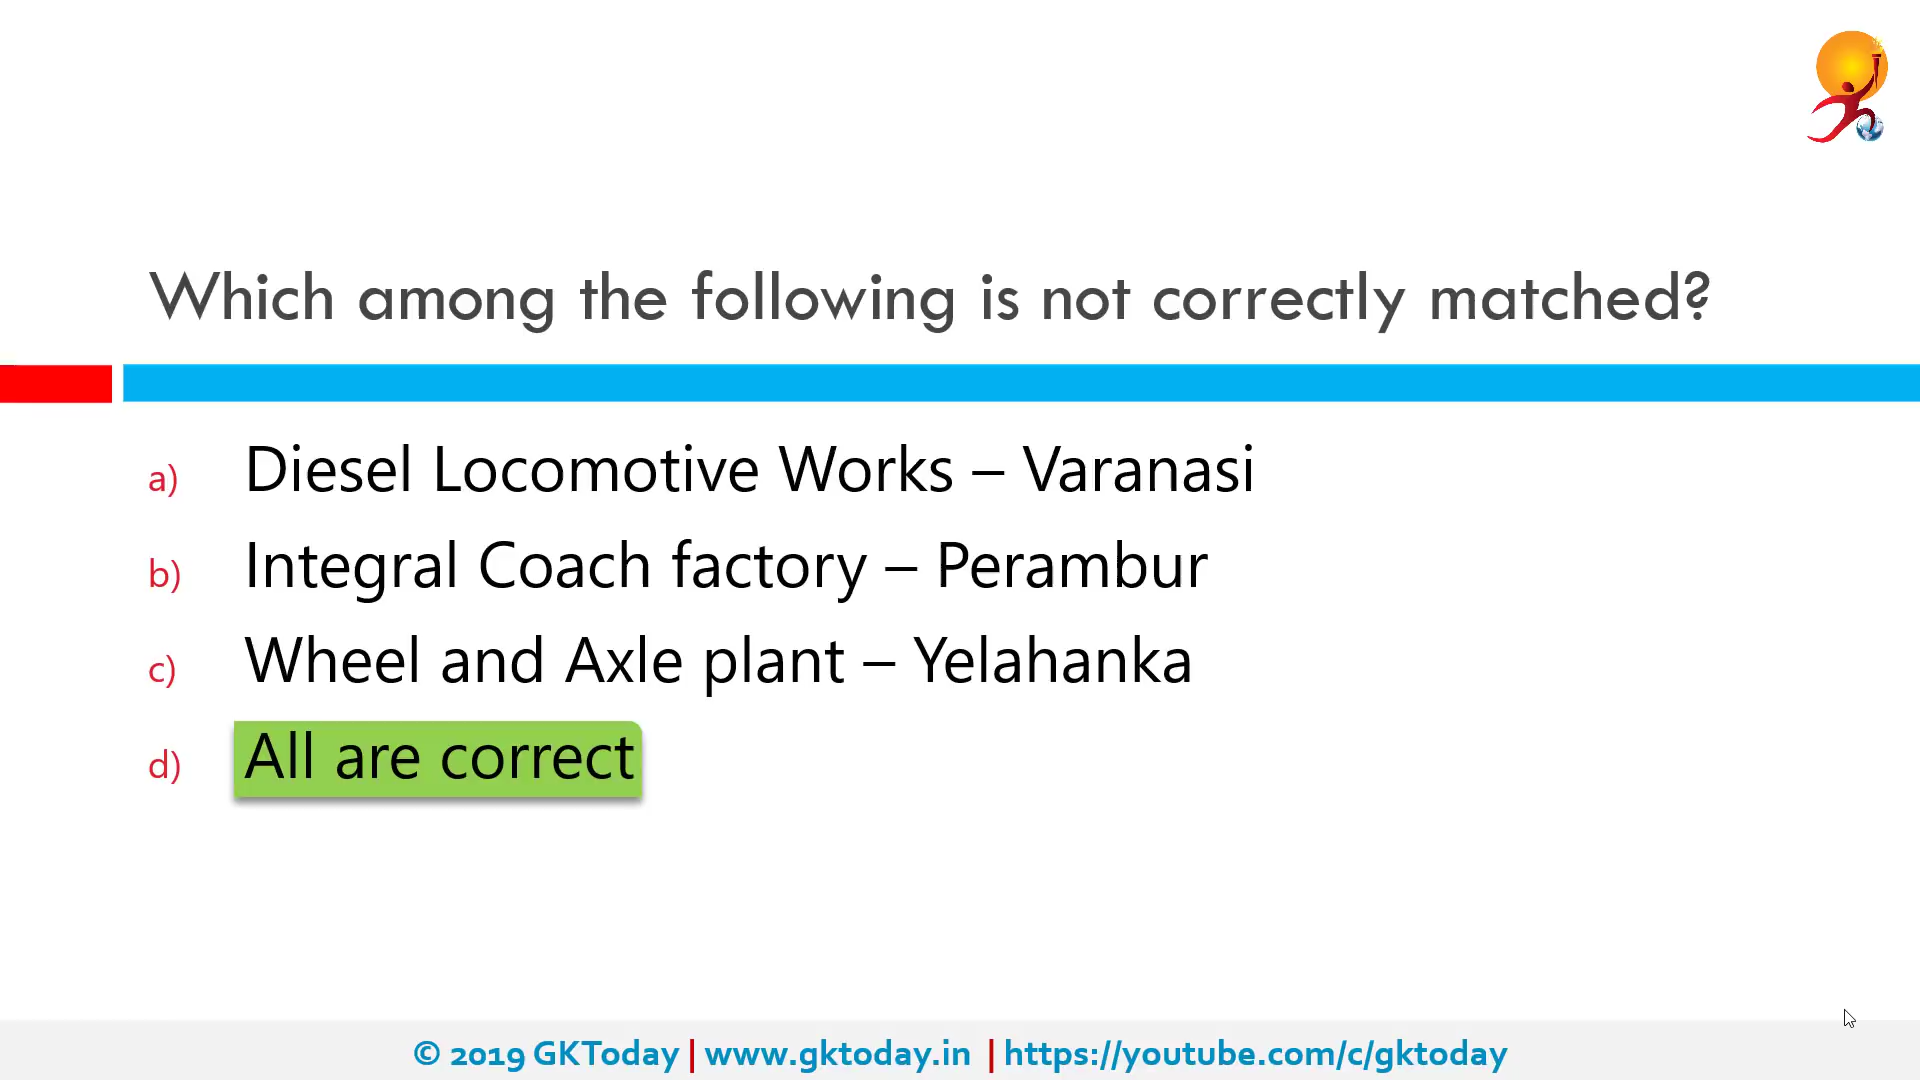 Which among the following is not correctly matched?
a) Diesel Locomotive Works – Varanasi
b) Integral Coach factory – Perambur
c) Wheel and Axle plant – Yelahanka
d) All are correct
© 2019 GKToday | www.gktoday.in | https://youtube.com/c/gktoday